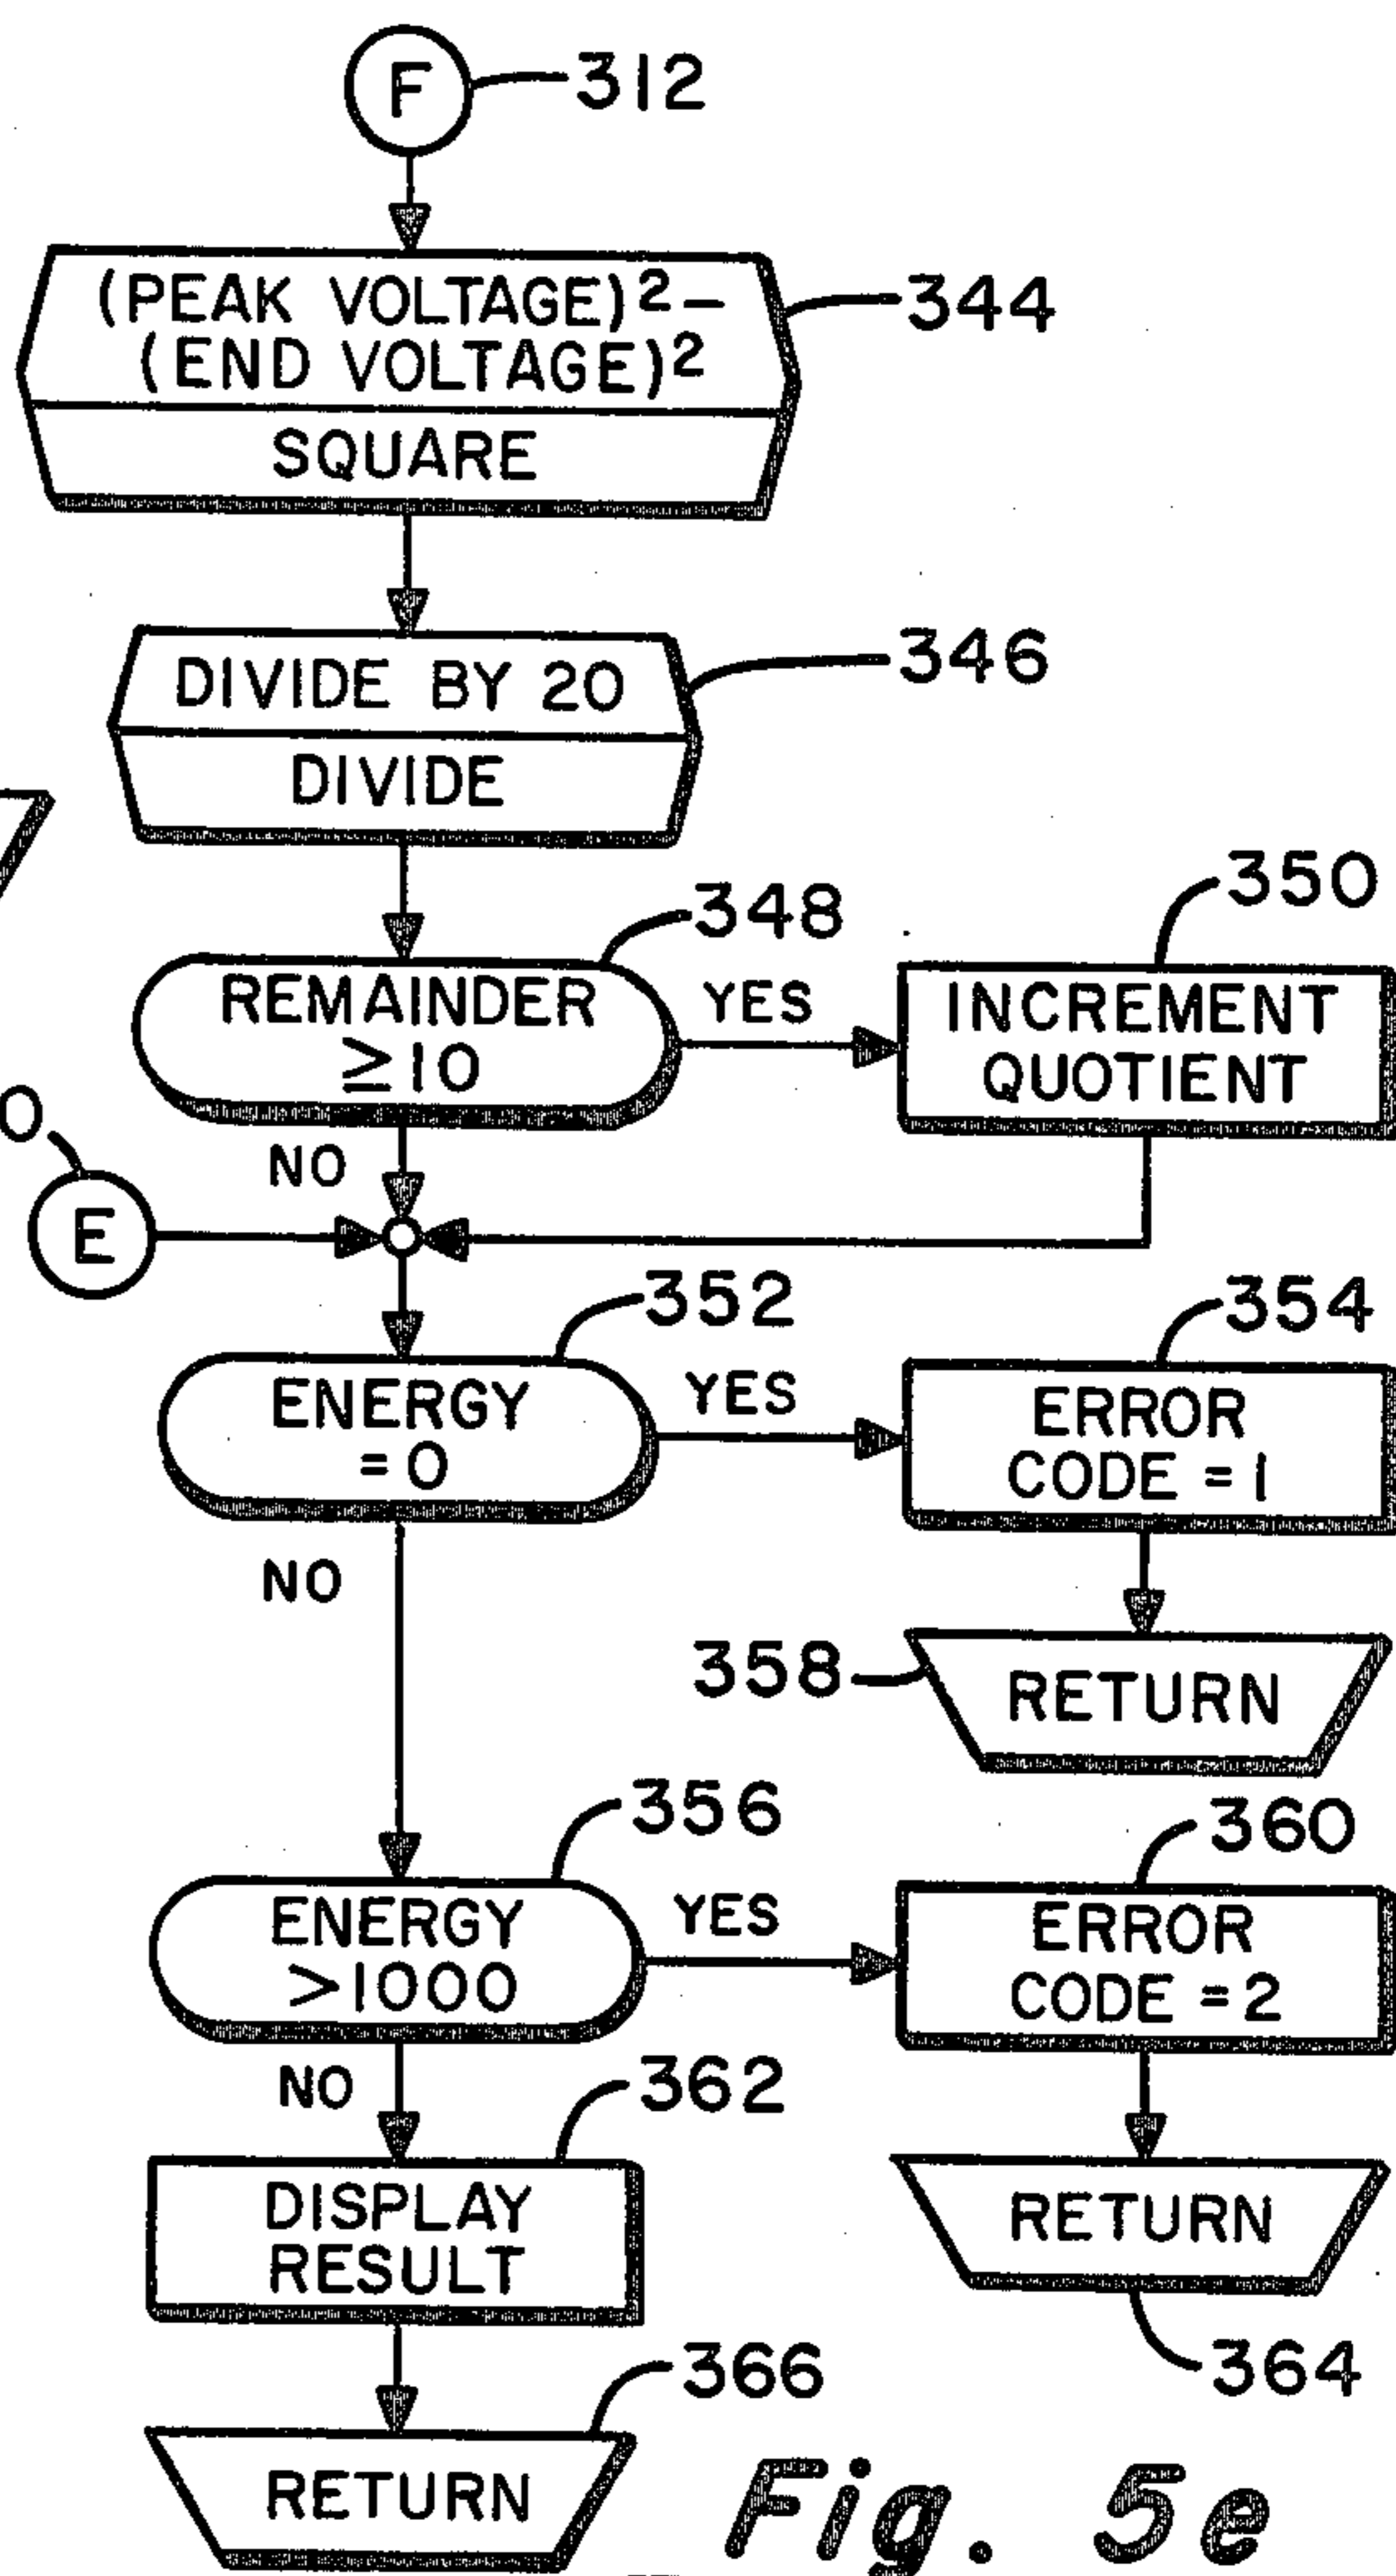 F
312
(PEAK VOLTAGE)² –
(END VOLTAGE)²
SQUARE
344
DIVIDE BY 20
DIVIDE
346
348
REMAINDER
≥10
YES
350
INCREMENT
QUOTIENT
NO
E
352
ENERGY
=0
YES
354
ERROR
CODE =1
NO
358
RETURN
356
ENERGY
>1000
YES
360
ERROR
CODE =2
NO
362
DISPLAY
RESULT
RETURN
364
366
RETURN
Fig. 5e